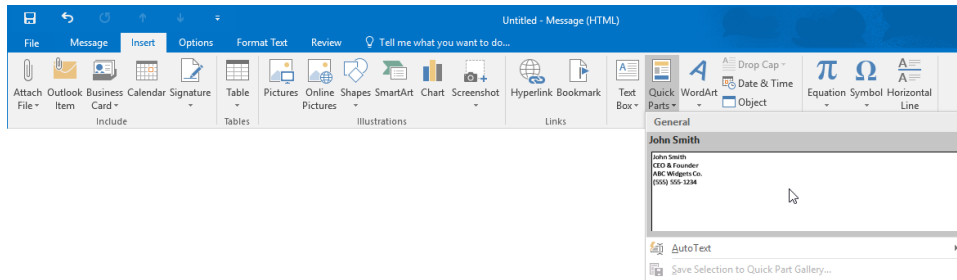 Untitled - Message (HTML)
File Message Insert Options Format Text Review Tell me what you want to do...
Attach File Outlook Item Business Card Calendar Signature Table Pictures Online Pictures Shapes SmartArt Chart Screenshot Hyperlink Bookmark Text Box Quick Parts WordArt Drop Cap Date & Time Object Equation Symbol Horizontal Line
Include Tables Illustrations Links
General
John Smith
John Smith
CEO & Founder
ABC Widgets Co.
(555) 555-1234
AutoText
Save Selection to Quick Part Gallery...